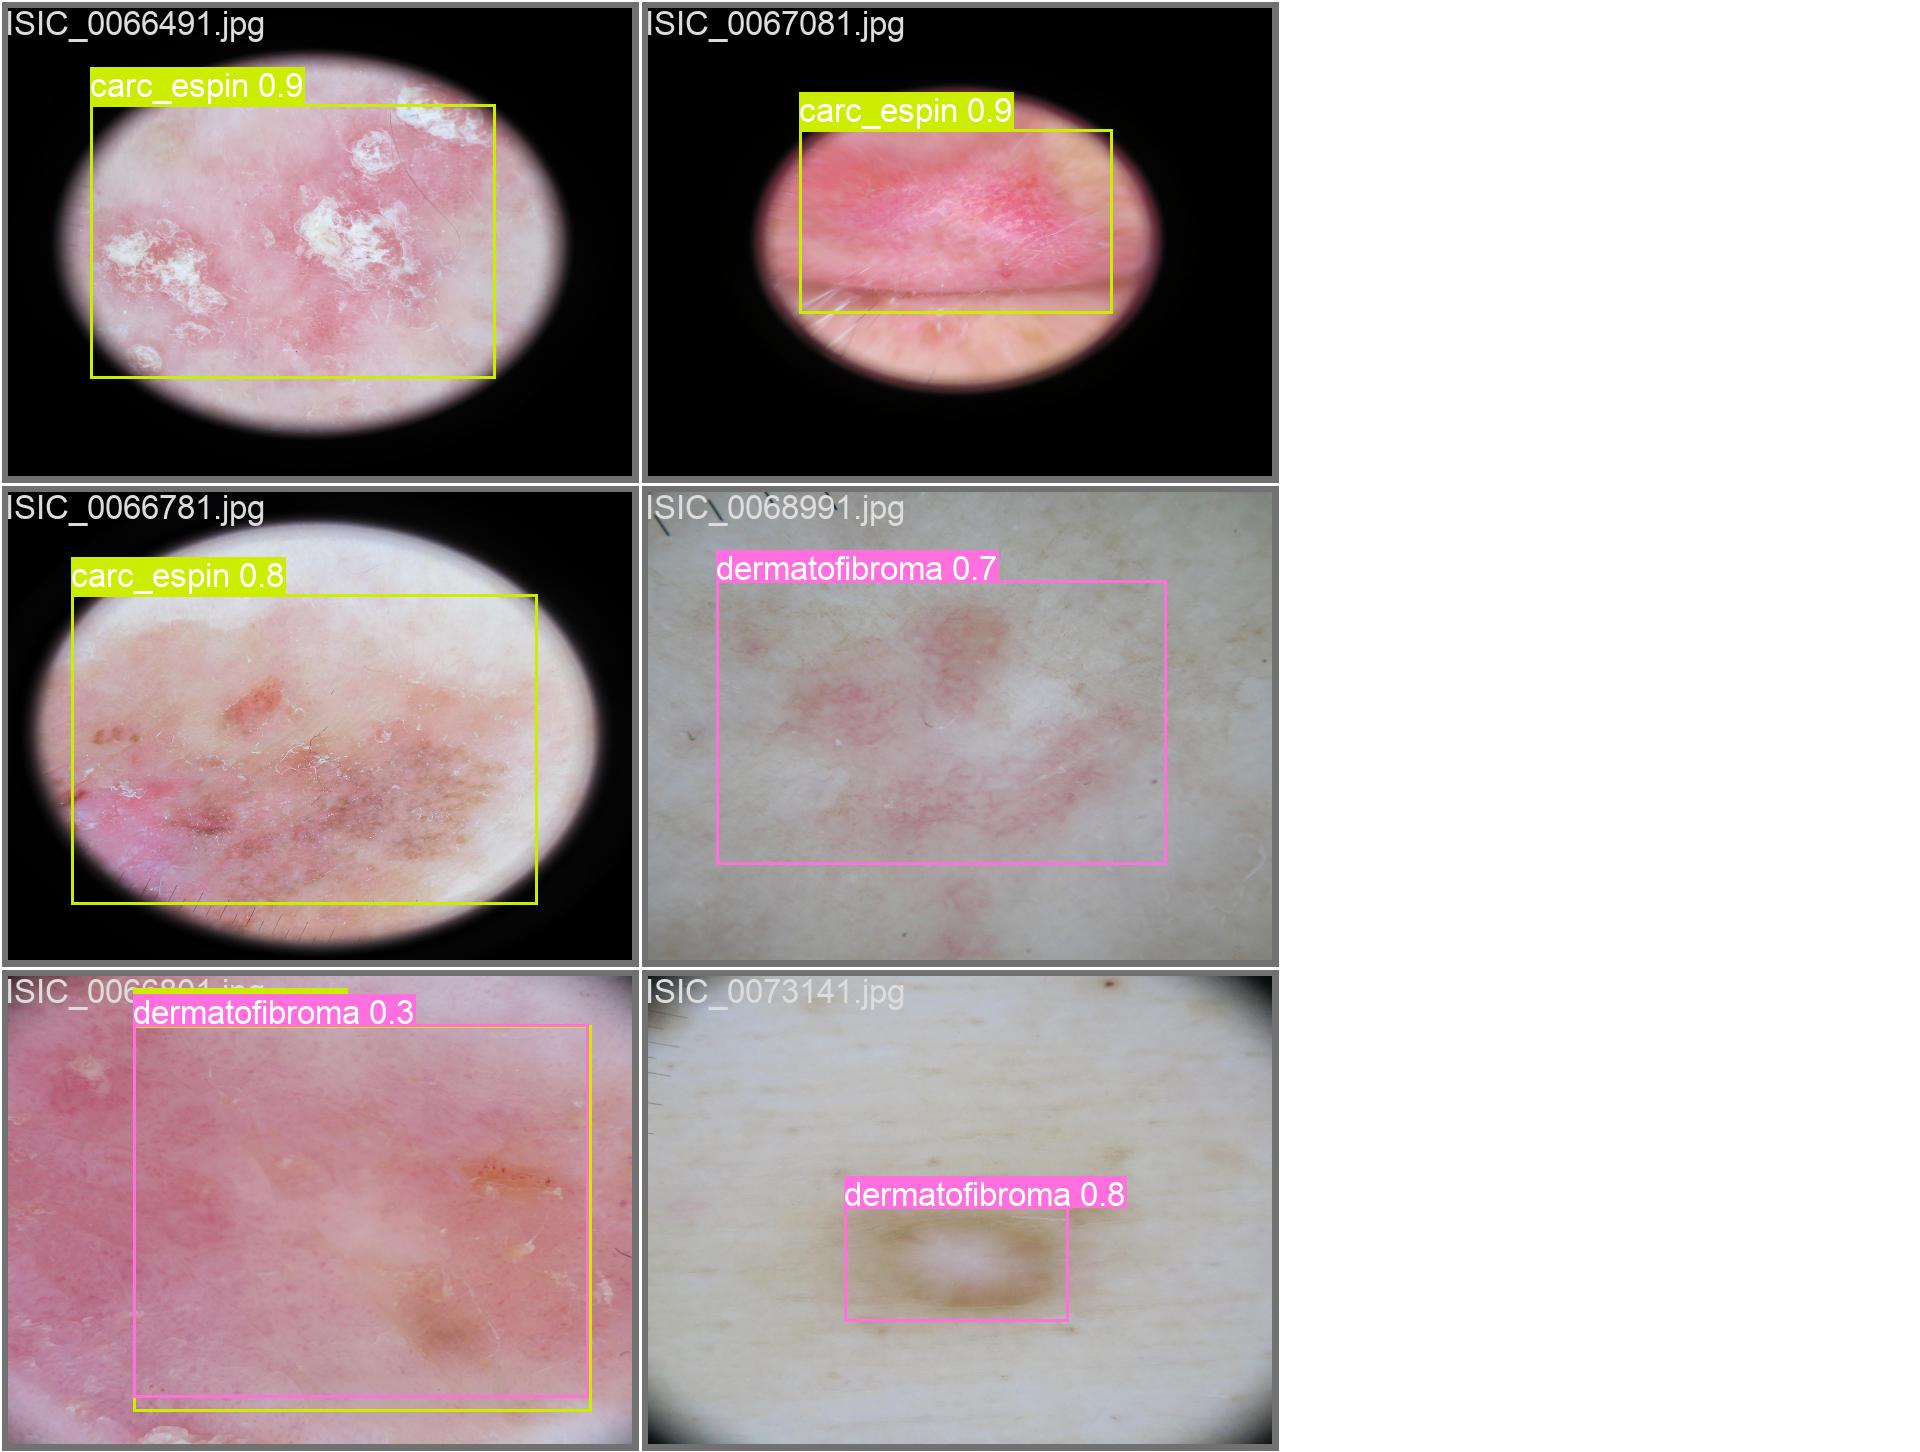 ISIC_0066491.jpg
carc_espin 0.9
ISIC_0067081.jpg
carc_espin 0.9
ISIC_0066781.jpg
carc_espin 0.8
ISIC_0068991.jpg
dermatofibroma 0.7
dermatofibroma 0.3
ISIC_0073141.jpg
dermatofibroma 0.8